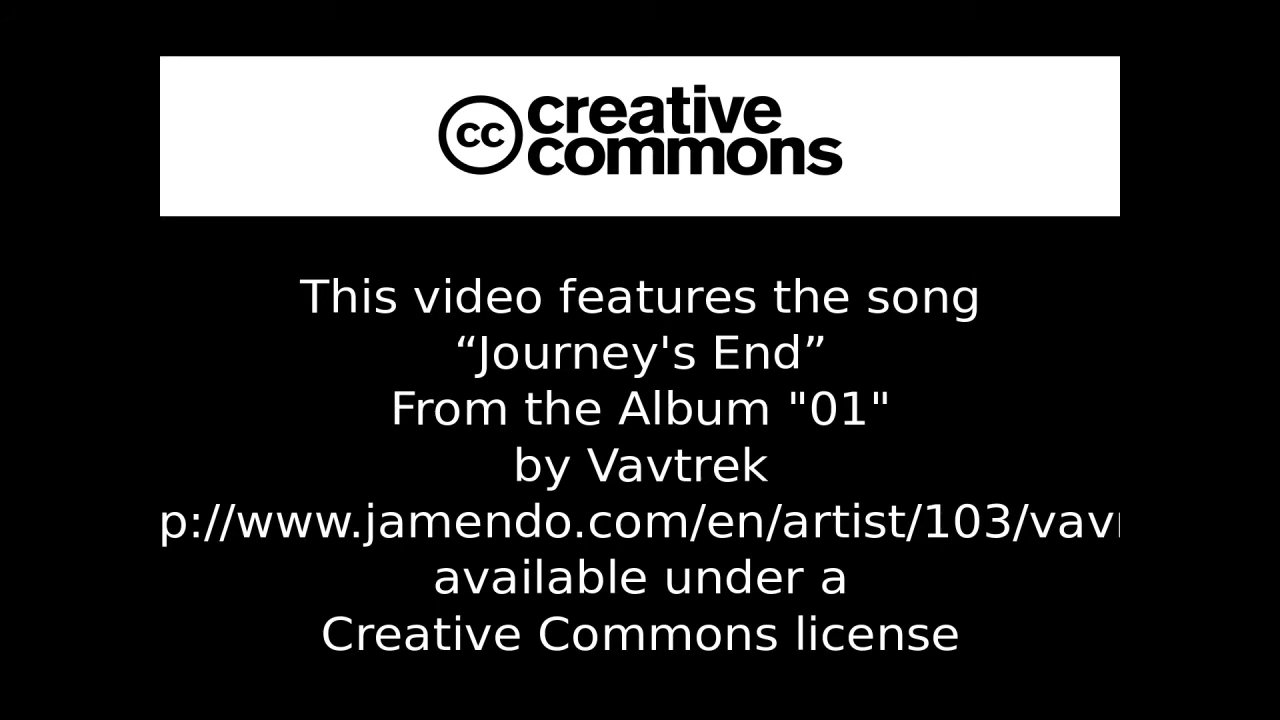 cc creative
commons
This video features the song
“Journey's End”
From the Album "01"
by Vavtrek
p://www.jamendo.com/en/artist/103/vav
available under a
Creative Commons license